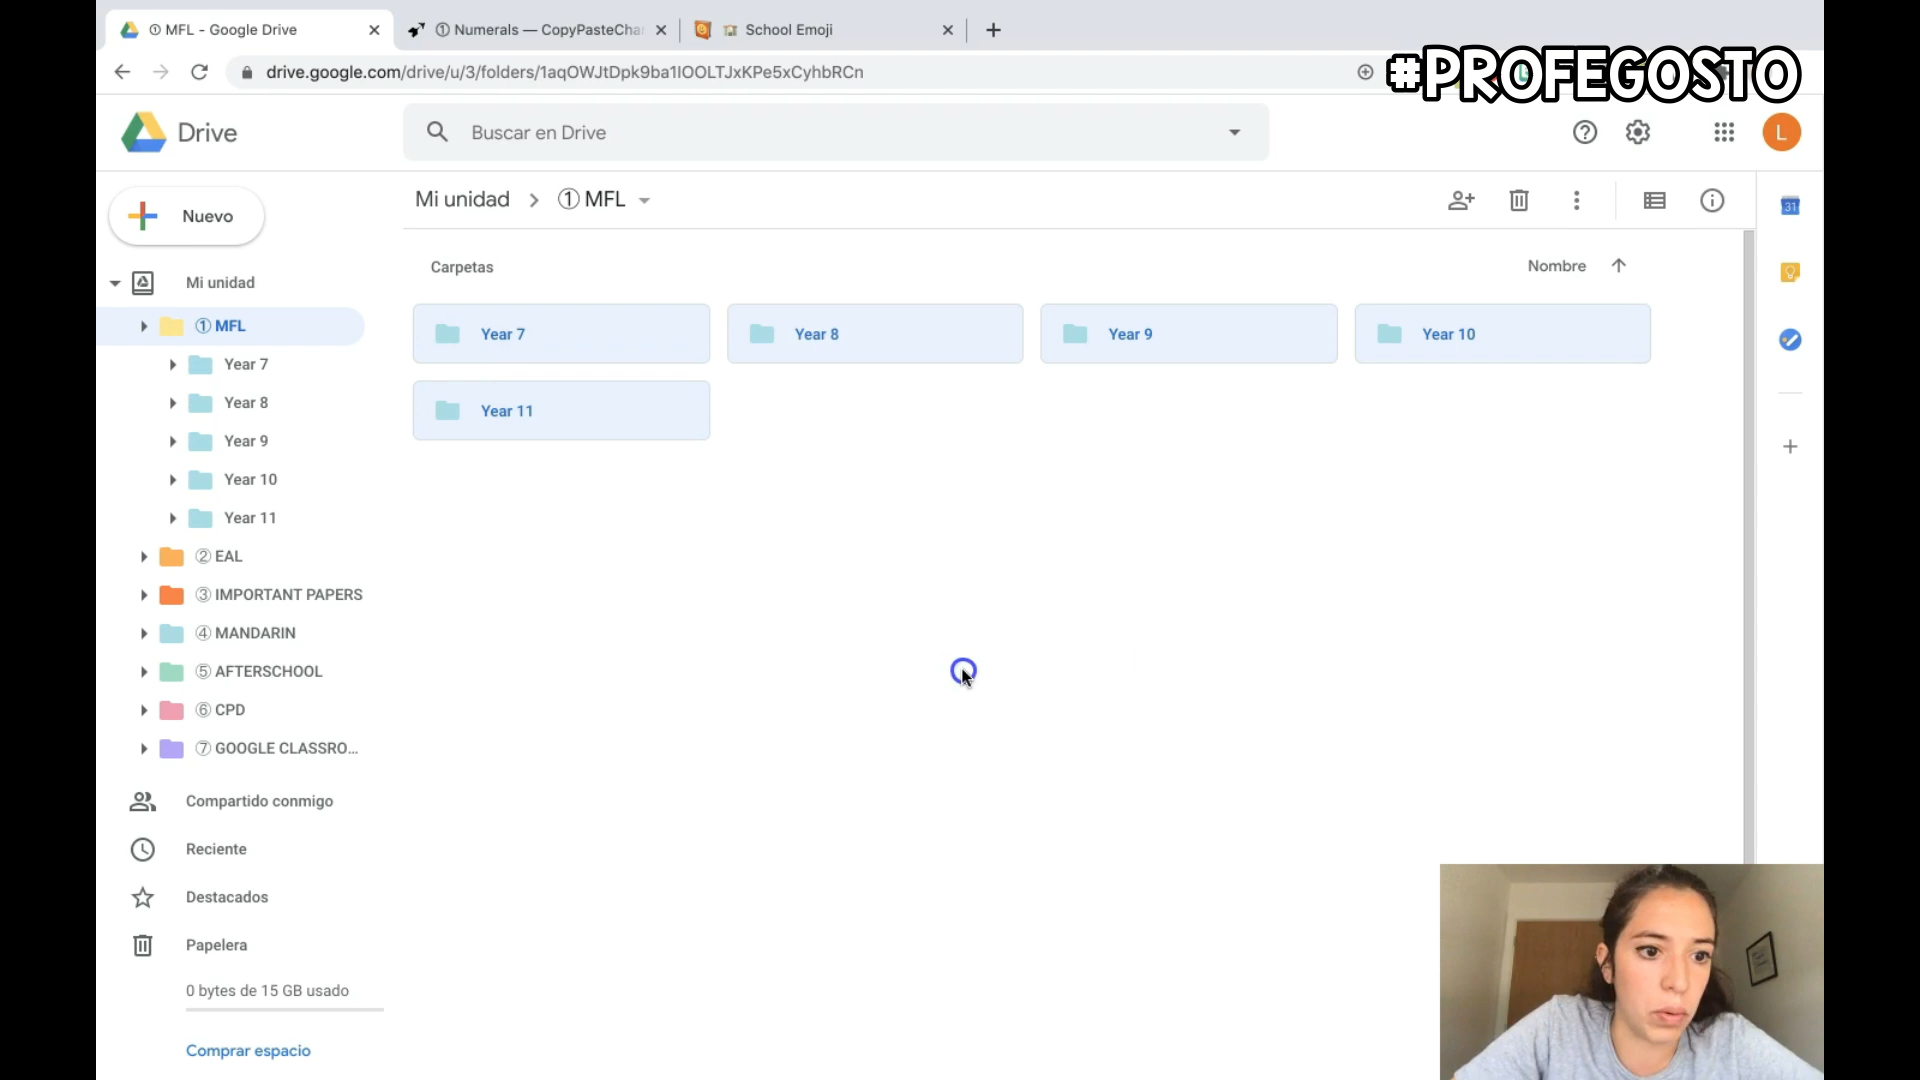 ① MFL - Google Drive
① Numerals — CopyPasteCha
School Emoji
drive.google.com/drive/u/3/folders/1aqOWJtDpk9ba1IOOLTJxKPe5xCyhbRCn
#PROFEGOSTO
Drive
Buscar en Drive
L
Nuevo
Mi unidad > ① MFL
31
Mi unidad
Carpetas
Nombre
① MFL
Year 7
Year 8
Year 9
Year 10
Year 7
Year 8
Year 11
Year 9
Year 10
Year 11
② EAL
③ IMPORTANT PAPERS
④ MANDARIN
⑤ AFTERSCHOOL
⑥ CPD
⑦ GOOGLE CLASSRO...
Compartido conmigo
Reciente
Destacados
Papelera
0 bytes de 15 GB usado
Comprar espacio